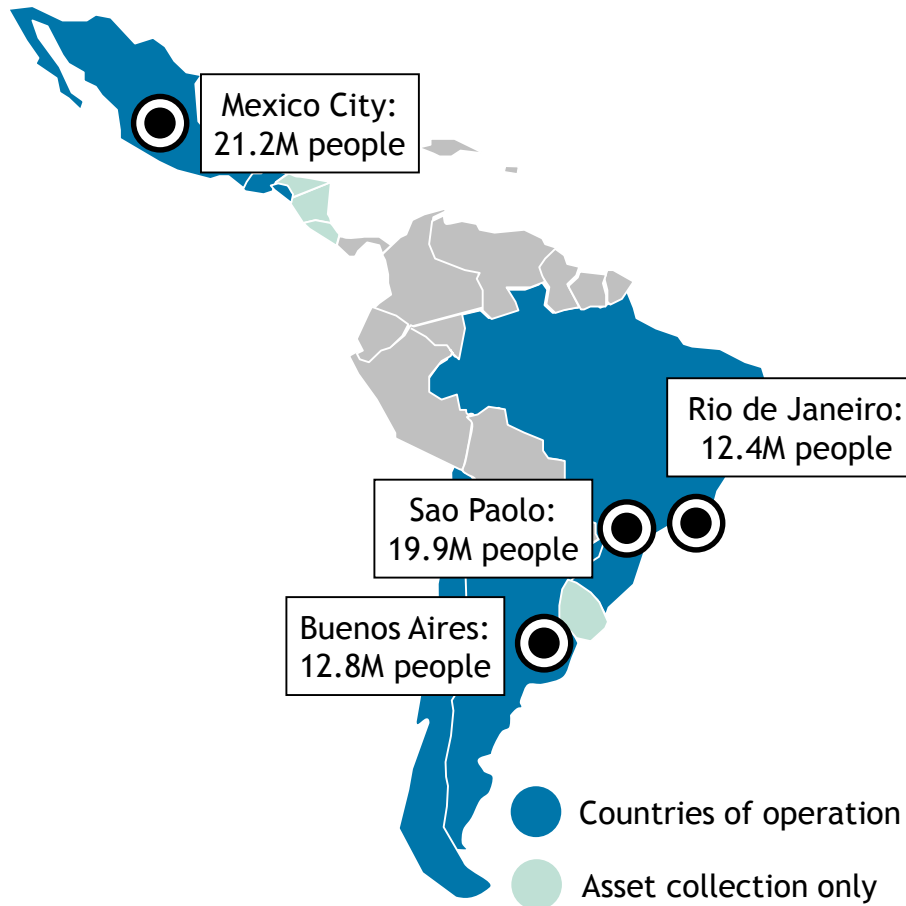 Mexico City:
21.2M people
Rio de Janeiro:
12.4M people
Sao Paolo:
19.9M people
Buenos Aires:
12.8M people
Countries of operation
Asset collection only